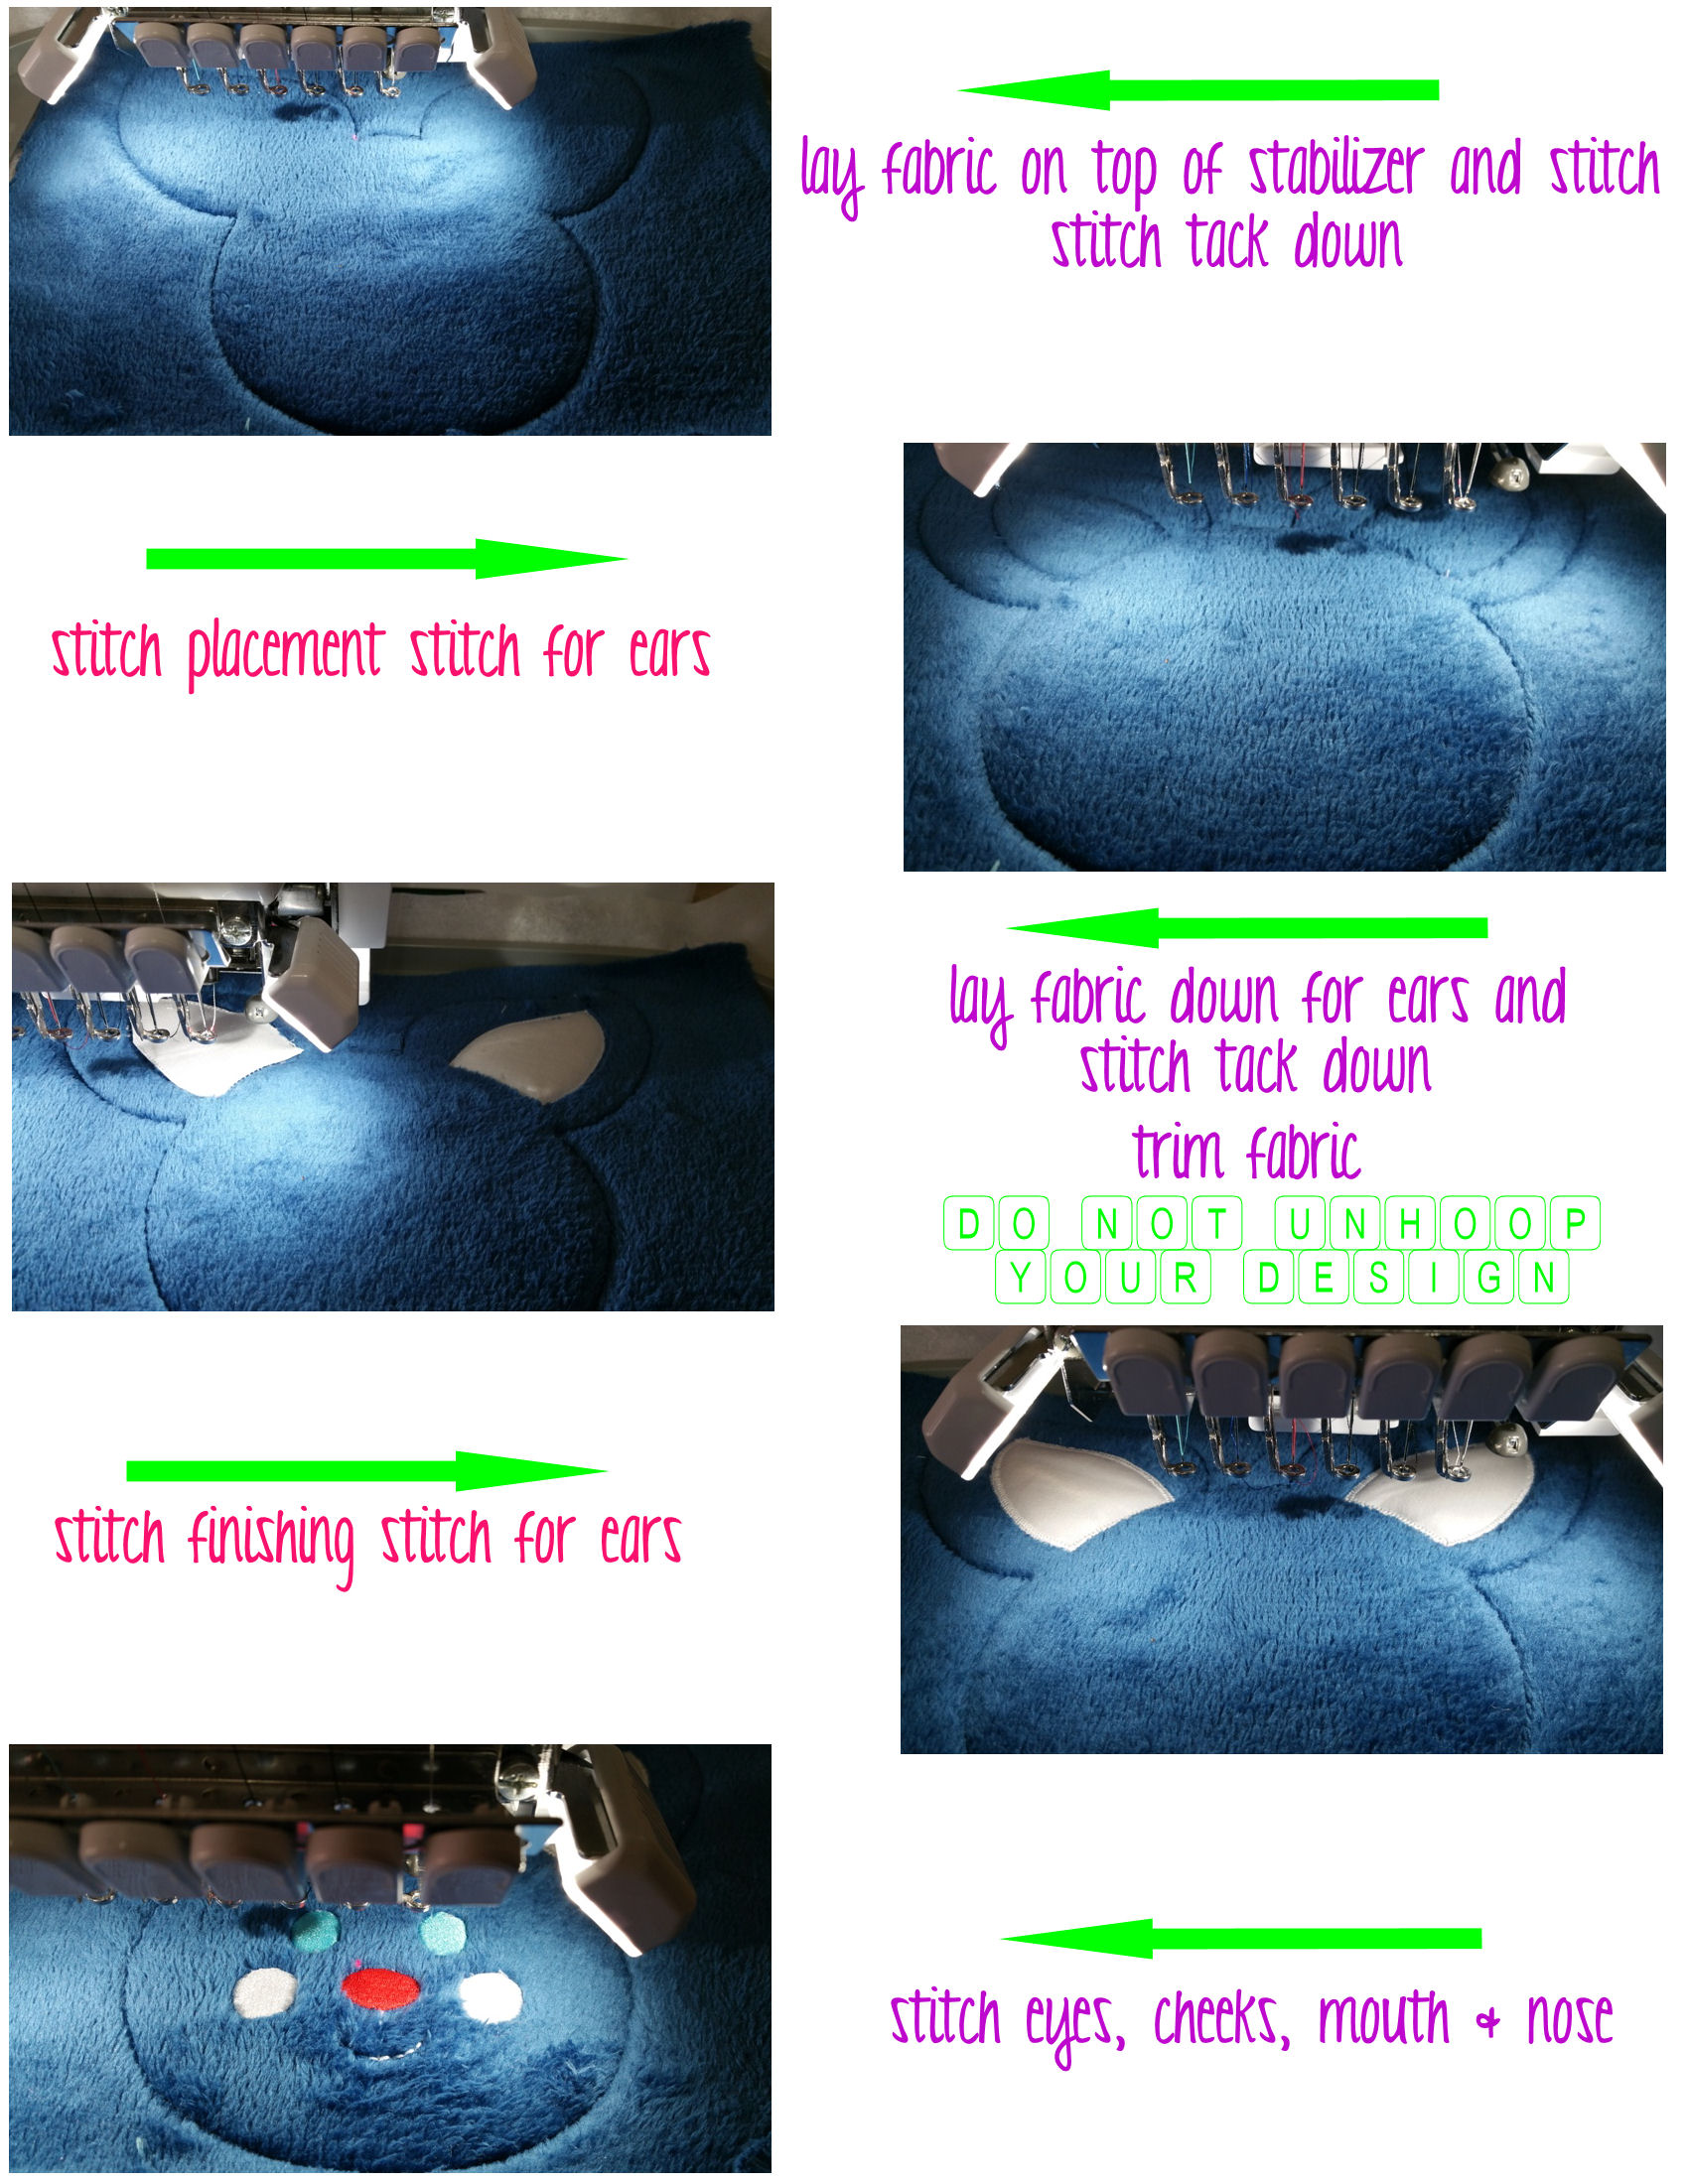 lay fabric on top of stabilizer and stitch
stitch tack down
stitch placement stitch for ears
lay fabric down for ears and
stitch tack down
trim fabric
DO NOT UNHOOP
YOUR DESIGN
stitch finishing stitch for ears
stitch eyes, cheeks, mouth & nose